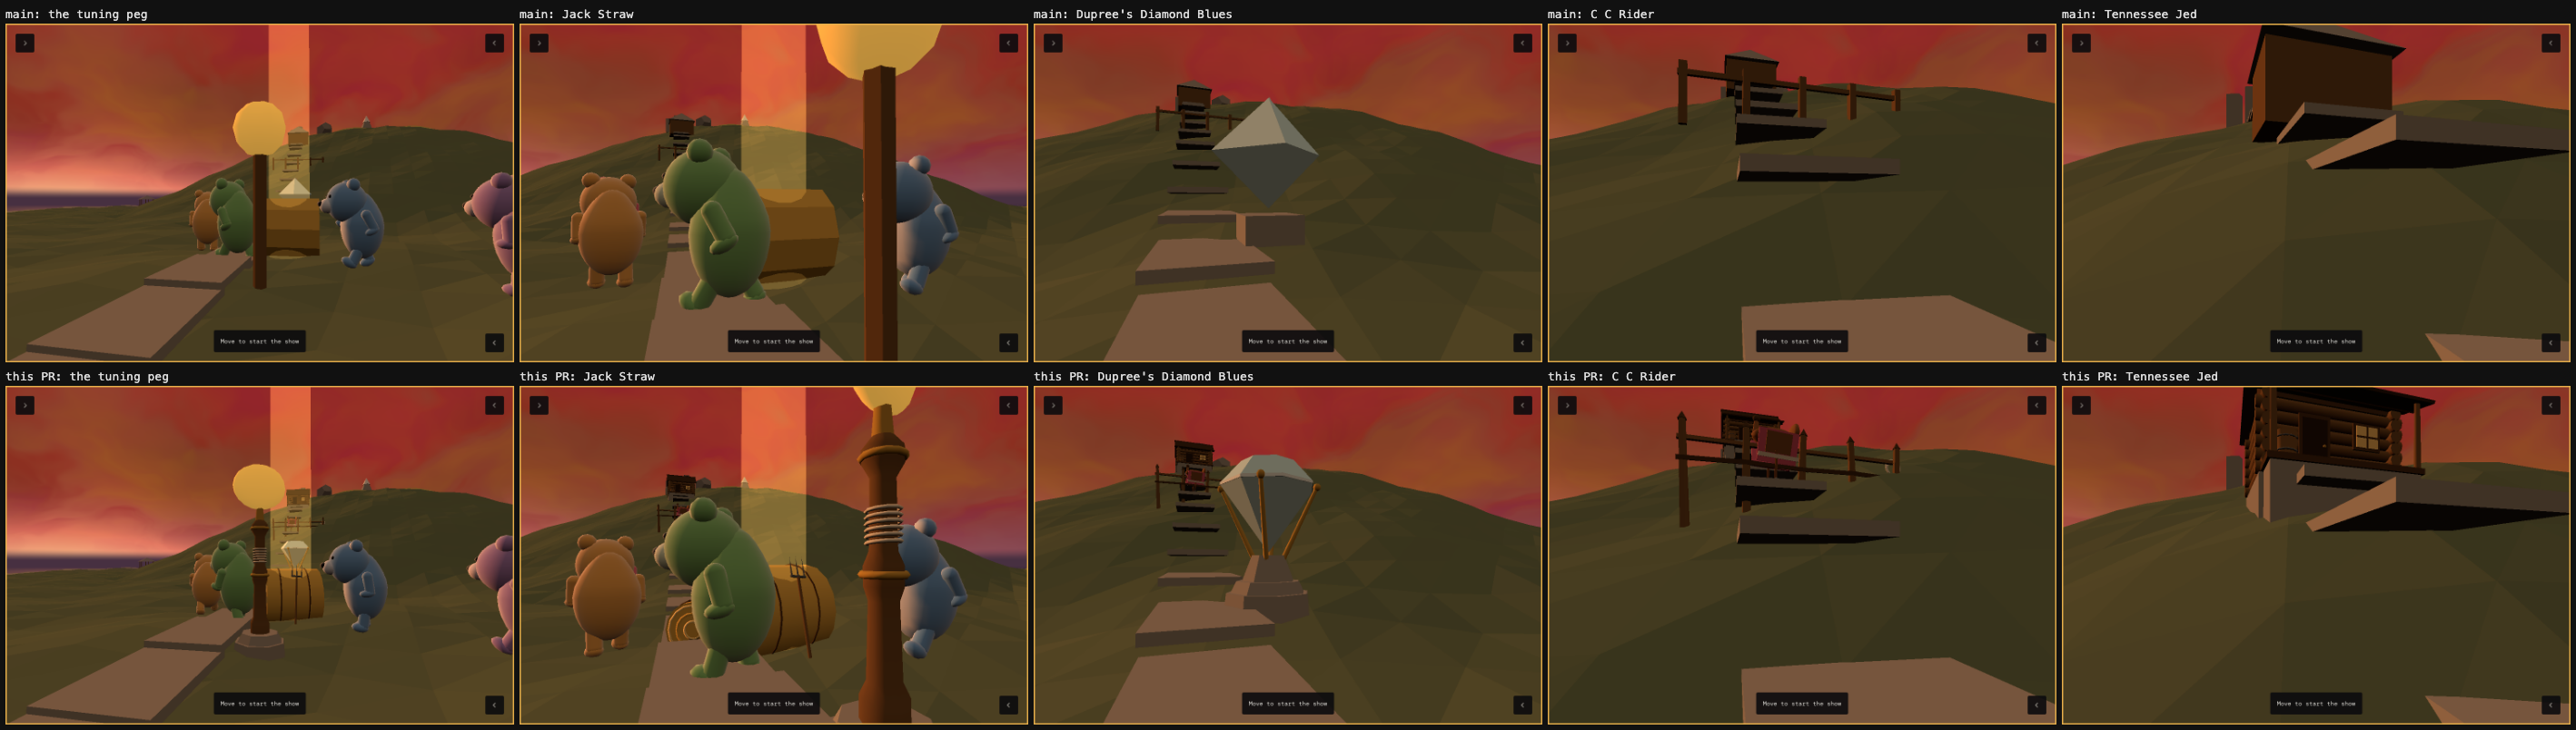 main: the tuning peg
main: Jack Straw
main: Dupree's Diamond Blues
main: C C Rider
main: Tennessee Jed
Move to start the show
Move to start the show
Move to start the show
Move to start the show
Move to start the show
this PR: the tuning peg
this PR: Jack Straw
this PR: Dupree's Diamond Blues
this PR: C C Rider
this PR: Tennessee Jed
Move to start the show
Move to start the show
Move to start the show
Move to start the show
Move to start the show